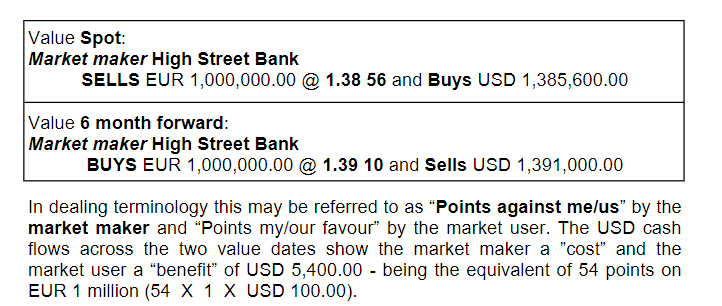 Value Spot:
Market maker High Street Bank
SELLS EUR 1,000,000.00 @ 1.38 56 and Buys USD 1,385,600.00
Value 6 month forward:
Market maker High Street Bank
BUYS EUR 1,000,000.00 @ 1.39 10 and Sells USD 1,391,000.00
In dealing terminology this may be referred to as “Points against me/us” by the
market maker and “Points my/our favour” by the market user. The USD cash
flows across the two value dates show the market maker a ”cost” and the
market user a “benefit” of USD 5,400.00 - being the equivalent of 54 points on
EUR 1 million (54 X 1 X USD 100.00).